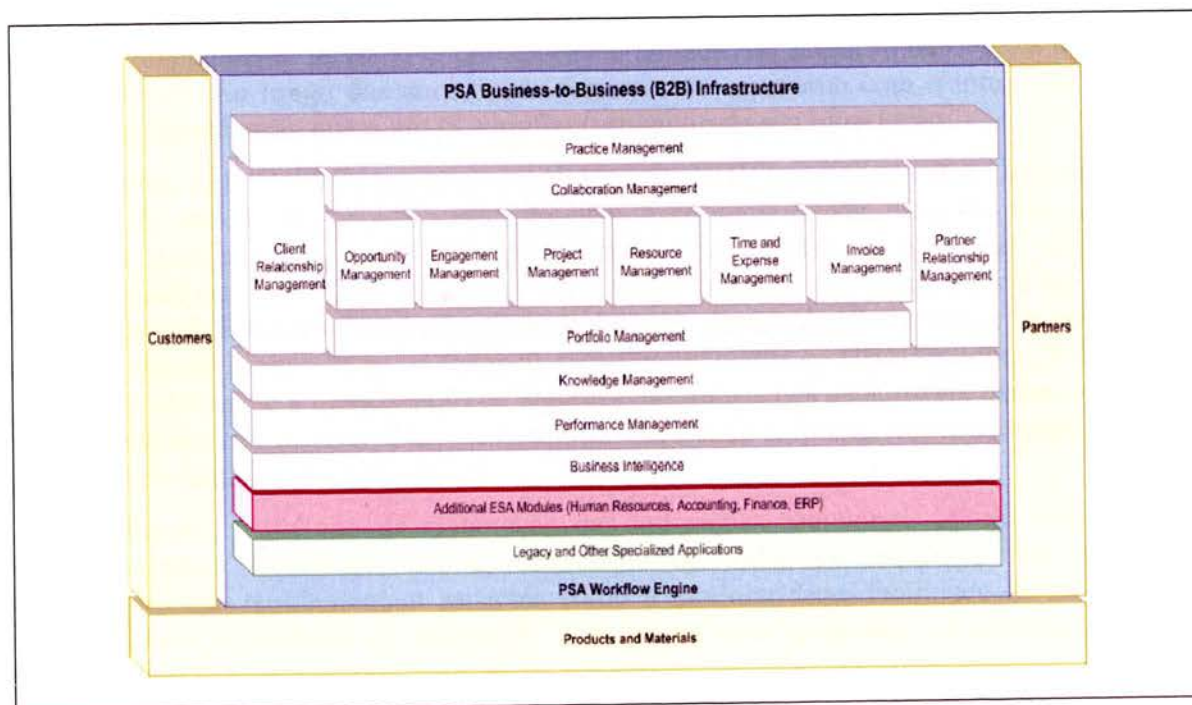 PSA Business-to-Business (B2B) Infrastructure
Practice Management
Collaboration Management
Client
Relationship
Management
Opportunity
Management
Engagement
Management
Project
Management
Resource
Management
Time and
Expense
Management
Invoice
Management
Partner
Relationship
Management
Portfolio Management
Customers
Partners
Knowledge Management
Performance Management
Business Intelligence
Additional ESA Modules (Human Resources, Accounting, Finance, ERP)
Legacy and Other Specialized Applications
PSA Workflow Engine
Products and Materials